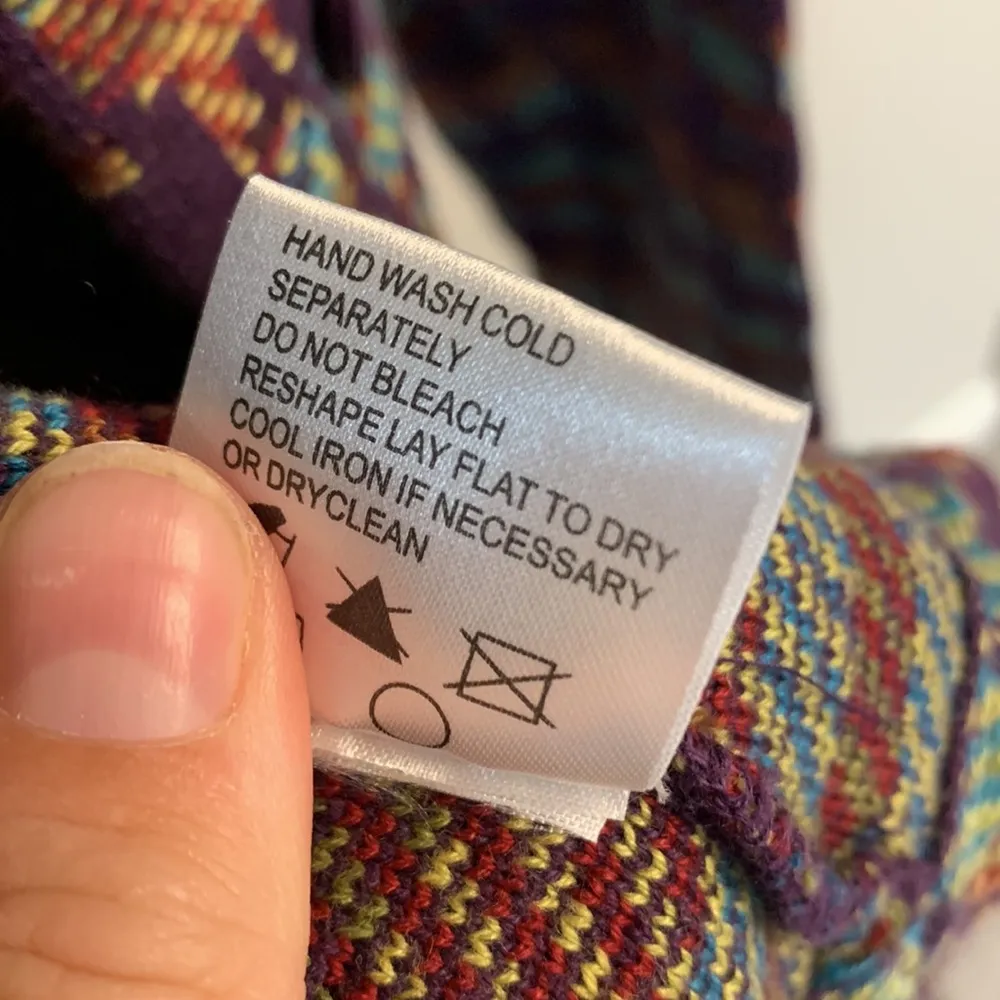 HAND WASH COLD
SEPARATELY
DO NOT BLEACH
RESHAPE LAY FLAT TO DRY
COOL IRON IF NECESSARY
OR DRYCLEAN